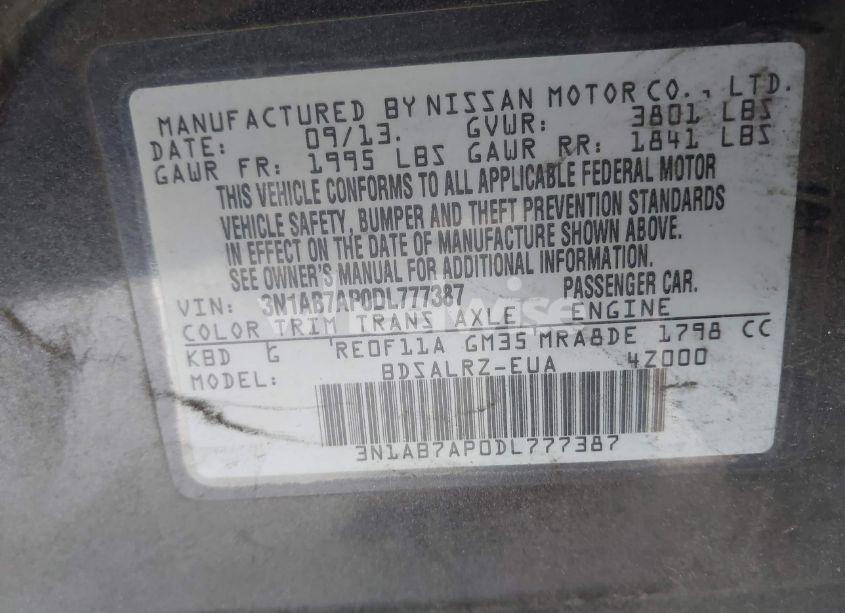 MANUFACTURED BY NISSAN MOTOR CO., LTD.
DATE: 09/13. GVWR: 3801 LBS
GAWR FR: 1995 LBS GAWR RR: 1841 LBS
THIS VEHICLE CONFORMS TO ALL APPLICABLE FEDERAL MOTOR
VEHICLE SAFETY, BUMPER AND THEFT PREVENTION STANDARDS
IN EFFECT ON THE DATE OF MANUFACTURE SHOWN ABOVE.
SEE OWNER'S MANUAL FOR ADDITIONAL INFORMATION.
VIN: 3N1AB7AP0DL777387 PASSENGER CAR.
COLOR TRIM TRANS AXLE ENGINE
KBD G RE0F11A GM35 MRA8DE 1798 CC
MODEL: BDSALRZ-EUA 4Z000
3N1AB7AP0DL777387